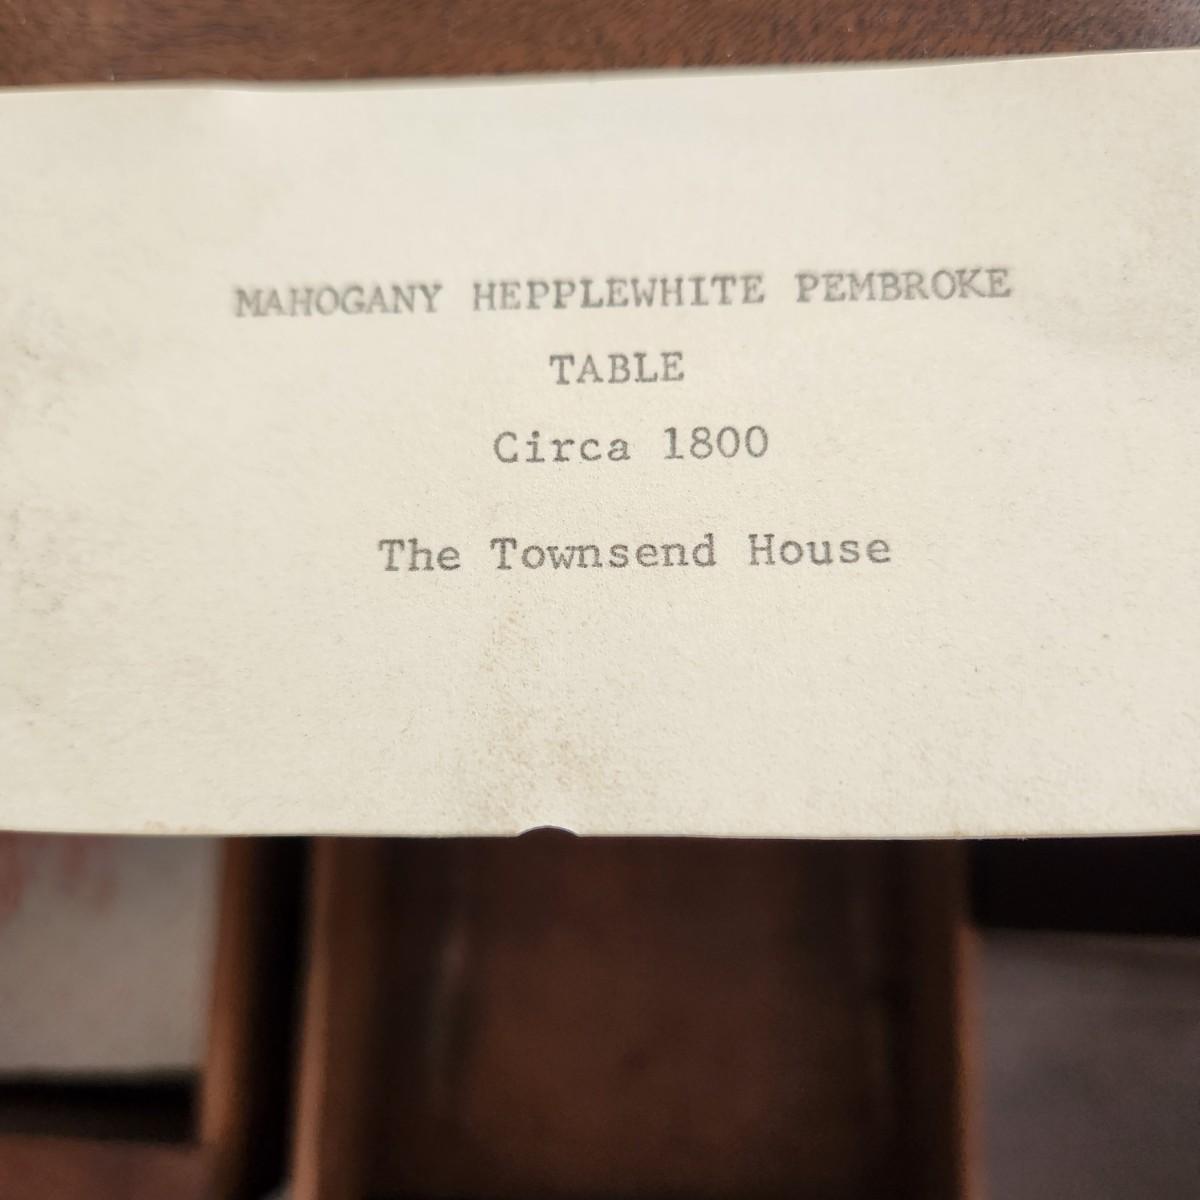 MAHOGANY HEPPLEWHITE PEMBROKE
TABLE
Circa 1800
The Townsend House